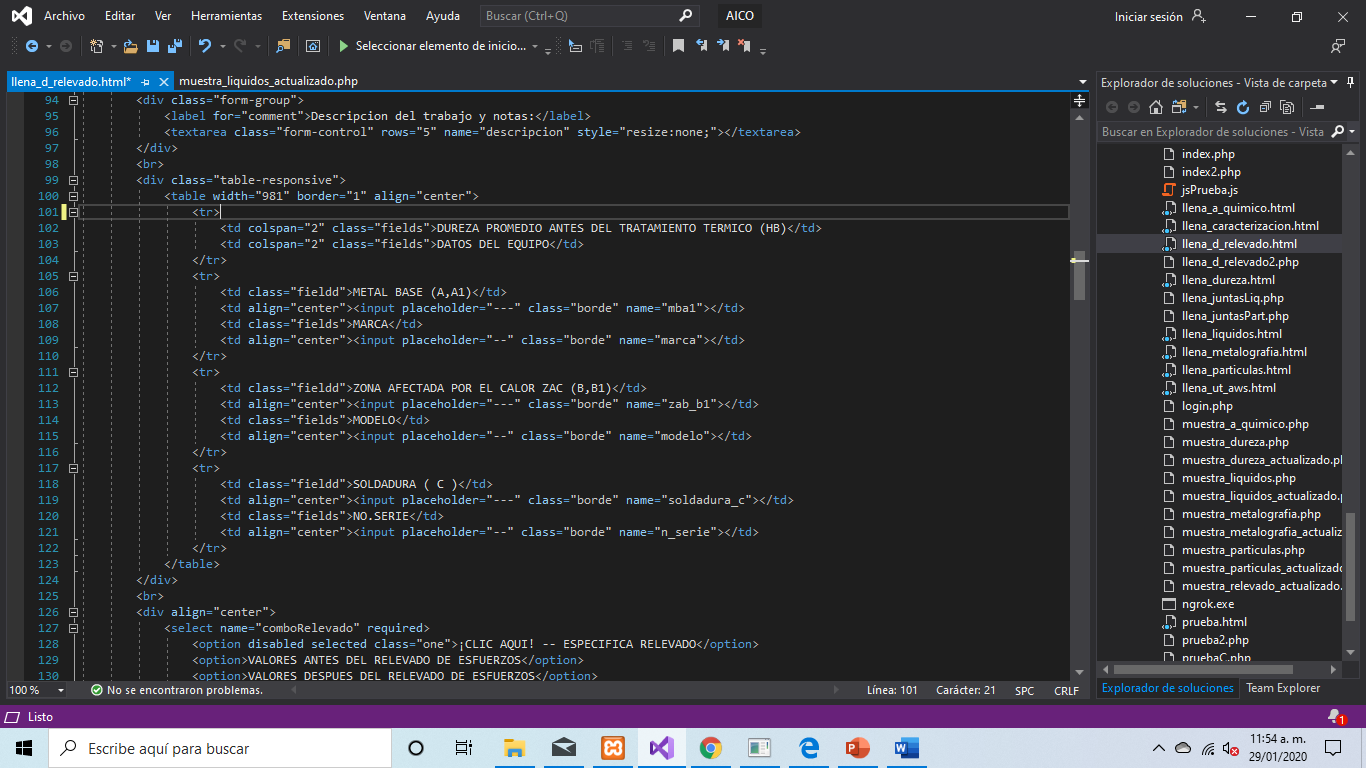 Archivo Editar Ver Herramientas Extensiones Ventana Ayuda Buscar (Ctrl+Q) AICO Iniciar sesión
Seleccionar elemento de inicio...
llena_d_relevado.html* muestra_liquidos_actualizado.php
94 <div class="form-group">
95 <label for="comment">Descripcion del trabajo y notas:</label>
96 <textarea class="form-control" rows="5" name="descripcion" style="resize:none;"></textarea>
97 </div>
98 <br>
99 <div class="table-responsive">
100 <table width="981" border="1" align="center">
101 <tr>
102 <td colspan="2" class="fields">DUREZA PROMEDIO ANTES DEL TRATAMIENTO TERMICO (HB)</td>
103 <td colspan="2" class="fields">DATOS DEL EQUIPO</td>
104 </tr>
105 <tr>
106 <td class="fieldd">METAL BASE (A,A1)</td>
107 <td align="center"><input placeholder="---" class="borde" name="mba1"></td>
108 <td class="fields">MARCA</td>
109 <td align="center"><input placeholder="--" class="borde" name="marca"></td>
110 </tr>
111 <tr>
112 <td class="fieldd">ZONA AFECTADA POR EL CALOR ZAC (B,B1)</td>
113 <td align="center"><input placeholder="---" class="borde" name="zab_b1"></td>
114 <td class="fields">MODELO</td>
115 <td align="center"><input placeholder="--" class="borde" name="modelo"></td>
116 </tr>
117 <tr>
118 <td class="fieldd">SOLDADURA ( C )</td>
119 <td align="center"><input placeholder="---" class="borde" name="soldadura_c"></td>
120 <td class="fields">NO.SERIE</td>
121 <td align="center"><input placeholder="--" class="borde" name="n_serie"></td>
122 </tr>
123 </table>
124 </div>
125 <br>
126 <div align="center">
127 <select name="comboRelevado" required>
128 <option disabled selected class="one">¡CLIC AQUI! -- ESPECIFICA RELEVADO</option>
129 <option>VALORES ANTES DEL RELEVADO DE ESFUERZOS</option>
130 <option>VALORES DESPUES DEL RELEVADO DE ESFUERZOS</option>
100 % No se encontraron problemas. Línea: 101 Carácter: 21 SPC CRLF
Explorador de soluciones - Vista de carpeta
Buscar en Explorador de soluciones - Vista
index.php
index2.php
jsPrueba.js
llena_a_quimico.html
llena_caracterizacion.html
llena_d_relevado.html
llena_d_relevado2.php
llena_dureza.html
llena_juntasLiq.php
llena_juntasPart.php
llena_liquidos.html
llena_metalografia.html
llena_particulas.html
llena_ut_aws.html
login.php
muestra_a_quimico.php
muestra_dureza.php
muestra_dureza_actualizado.pl
muestra_liquidos.php
muestra_liquidos_actualizado.p
muestra_metalografia.php
muestra_metalografia_actualiz
muestra_particulas.php
muestra_particulas_actualizado
muestra_relevado_actualizado.
ngrok.exe
prueba.html
prueba2.php
pruebaC.php
Explorador de soluciones Team Explorer
Listo 1
Escribe aquí para buscar
11:54 a. m.
29/01/2020